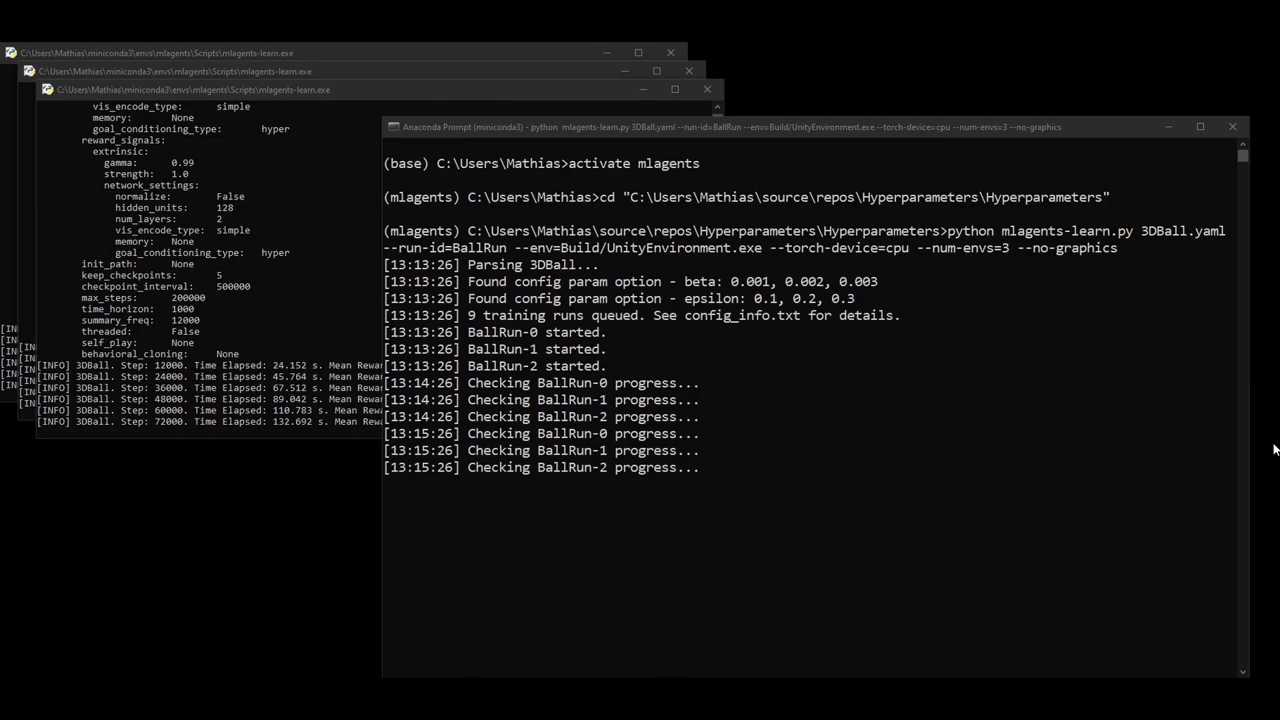 C:\Users\Mathias\miniconda3\envs\mlagents\Scripts\mlagents-learn.exe
C:\Users\Mathias\miniconda3\envs\mlagents\Scripts\mlagents-learn.exe
C:\Users\Mathias\miniconda3\envs\mlagents\Scripts\mlagents-learn.exe
vis_encode_type: simple
memory: None
goal_conditioning_type: hyper
reward_signals:
extrinsic:
gamma: 0.99
strength: 1.0
network_settings:
normalize: False
hidden_units: 128
num_layers: 2
vis_encode_type: simple
memory: None
goal_conditioning_type: hyper
init_path: None
keep_checkpoints: 5
checkpoint_interval: 500000
max_steps: 200000
time_horizon: 1000
summary_freq: 12000
threaded: False
self_play: None
behavioral_cloning: None
[INFO] 3DBall. Step: 12000. Time Elapsed: 24.152 s. Mean Rewar
[INFO] 3DBall. Step: 24000. Time Elapsed: 45.764 s. Mean Rewar
[INFO] 3DBall. Step: 36000. Time Elapsed: 67.512 s. Mean Rewar
[INFO] 3DBall. Step: 48000. Time Elapsed: 89.042 s. Mean Rewar
[INFO] 3DBall. Step: 60000. Time Elapsed: 110.783 s. Mean Rewa
[INFO] 3DBall. Step: 72000. Time Elapsed: 132.692 s. Mean Rewa
Anaconda Prompt (miniconda3) - python mlagents-learn.py 3DBall.yaml --run-id=BallRun --env=Build/UnityEnvironment.exe --torch-device=cpu --num-envs=3 --no-graphics
(base) C:\Users\Mathias>activate mlagents
(mlagents) C:\Users\Mathias>cd "C:\Users\Mathias\source\repos\Hyperparameters\Hyperparameters"
(mlagents) C:\Users\Mathias\source\repos\Hyperparameters\Hyperparameters>python mlagents-learn.py 3DBall.yaml
--run-id=BallRun --env=Build/UnityEnvironment.exe --torch-device=cpu --num-envs=3 --no-graphics
[13:13:26] Parsing 3DBall...
[13:13:26] Found config param option - beta: 0.001, 0.002, 0.003
[13:13:26] Found config param option - epsilon: 0.1, 0.2, 0.3
[13:13:26] 9 training runs queued. See config_info.txt for details.
[13:13:26] BallRun-0 started.
[13:13:26] BallRun-1 started.
[13:13:26] BallRun-2 started.
[13:14:26] Checking BallRun-0 progress...
[13:14:26] Checking BallRun-1 progress...
[13:14:26] Checking BallRun-2 progress...
[13:15:26] Checking BallRun-0 progress...
[13:15:26] Checking BallRun-1 progress...
[13:15:26] Checking BallRun-2 progress...